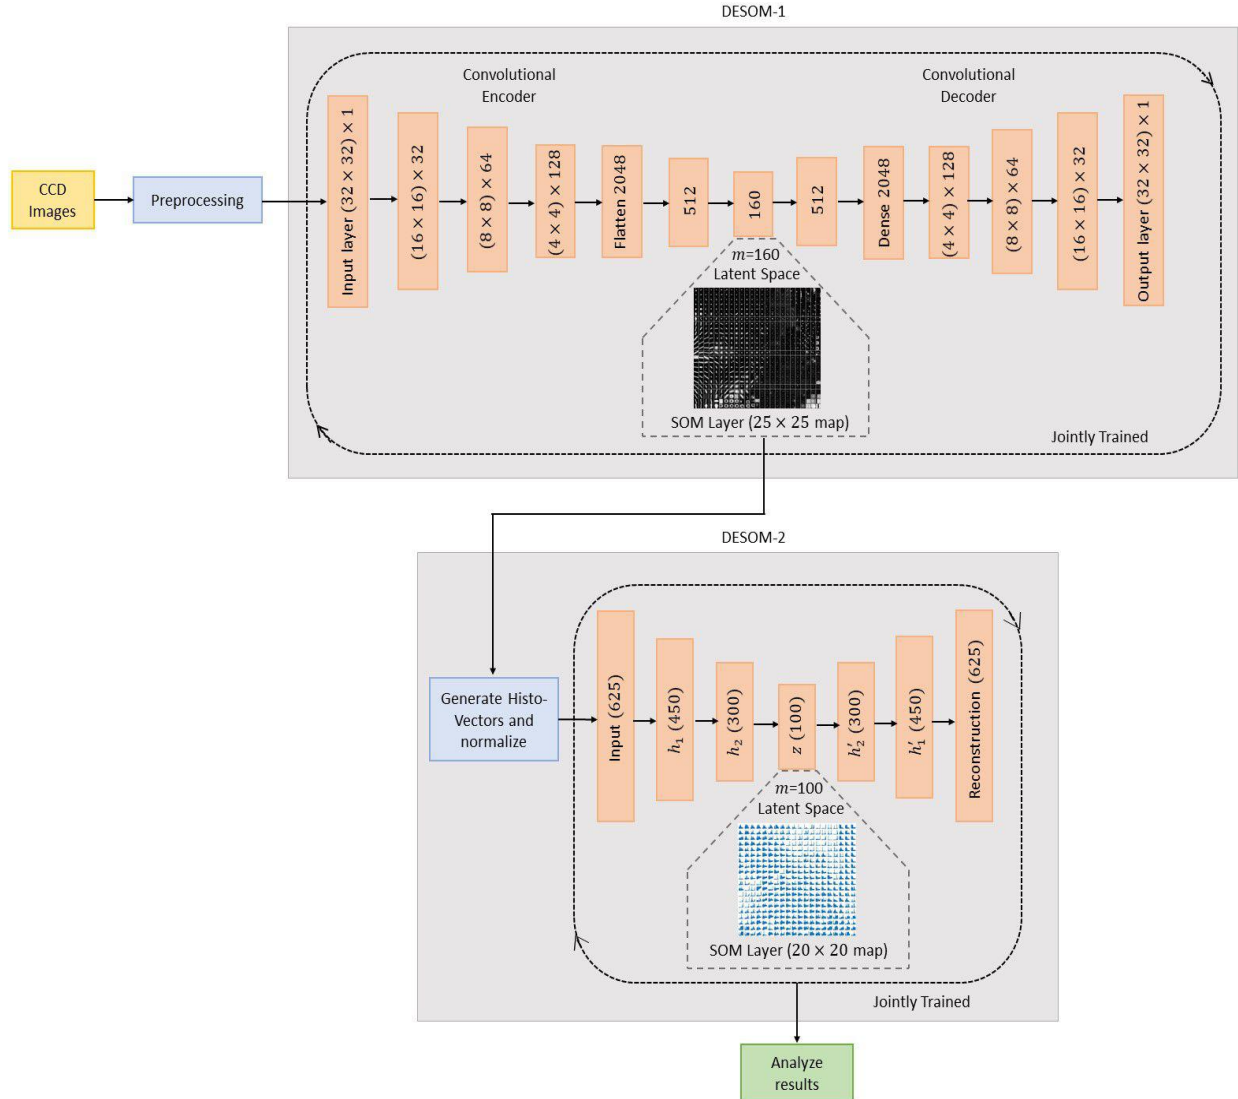 DESOM-1
Convolutional
Encoder
Convolutional
Decoder
CCD
Images
Preprocessing
Input layer (32 × 32) × 1
(16 × 16) × 32
(8 × 8) × 64
(4 × 4) × 128
Flatten 2048
512
160
512
Dense 2048
(4 × 4) × 128
(8 × 8) × 64
(16 × 16) × 32
Output layer (32 × 32) × 1
m=160
Latent Space
SOM Layer (25 × 25 map)
Jointly Trained
DESOM-2
Generate Histo-
Vectors and
normalize
Input (625)
h₁ (450)
h₂ (300)
z (100)
h′₂ (300)
h′₁ (450)
Reconstruction (625)
m=100
Latent Space
SOM Layer (20 × 20 map)
Jointly Trained
Analyze
results